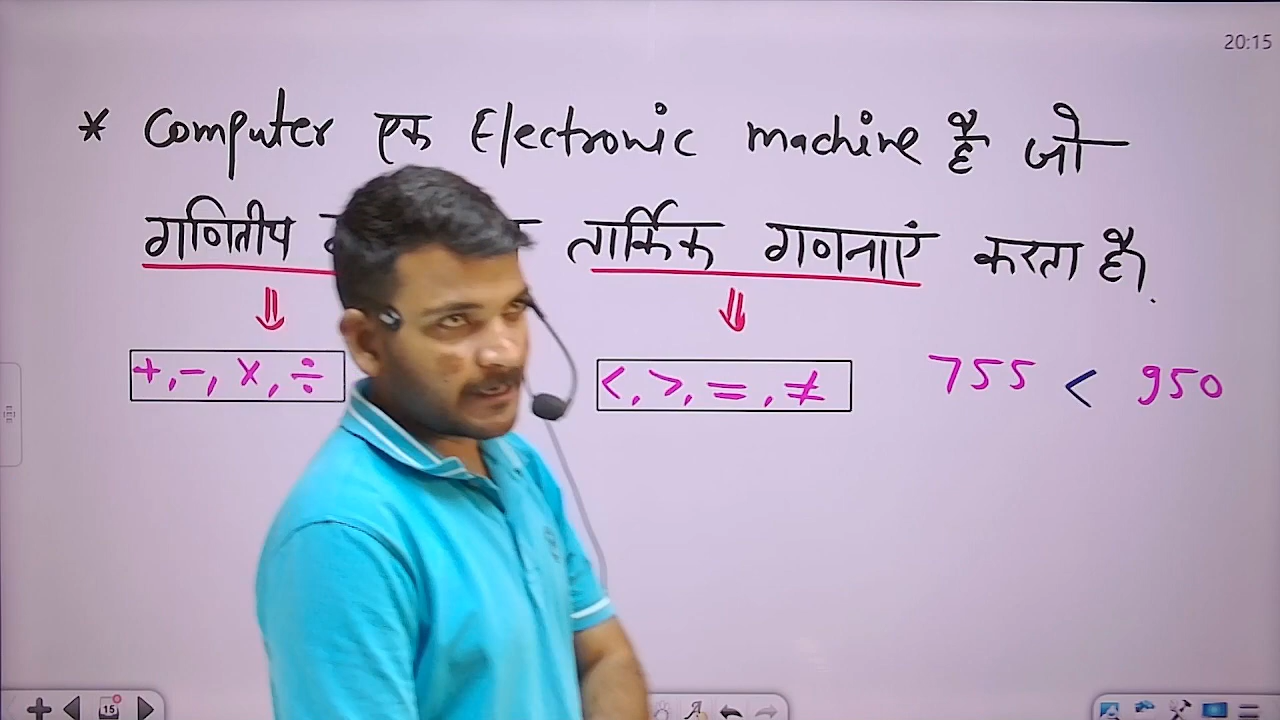 20:15
* Computer एक Electronic machine है जो
गणितीय तार्किक गणनाएं करता है।
+, -, ×, ÷
<, >, =, ≠
755 < 950
15